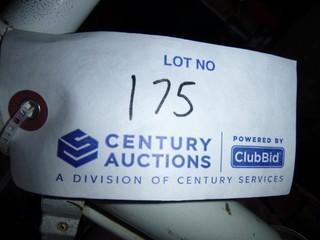 LOT NO
175
CENTURY AUCTIONS
POWERED BY
ClubBid
A DIVISION OF CENTURY SERVICES